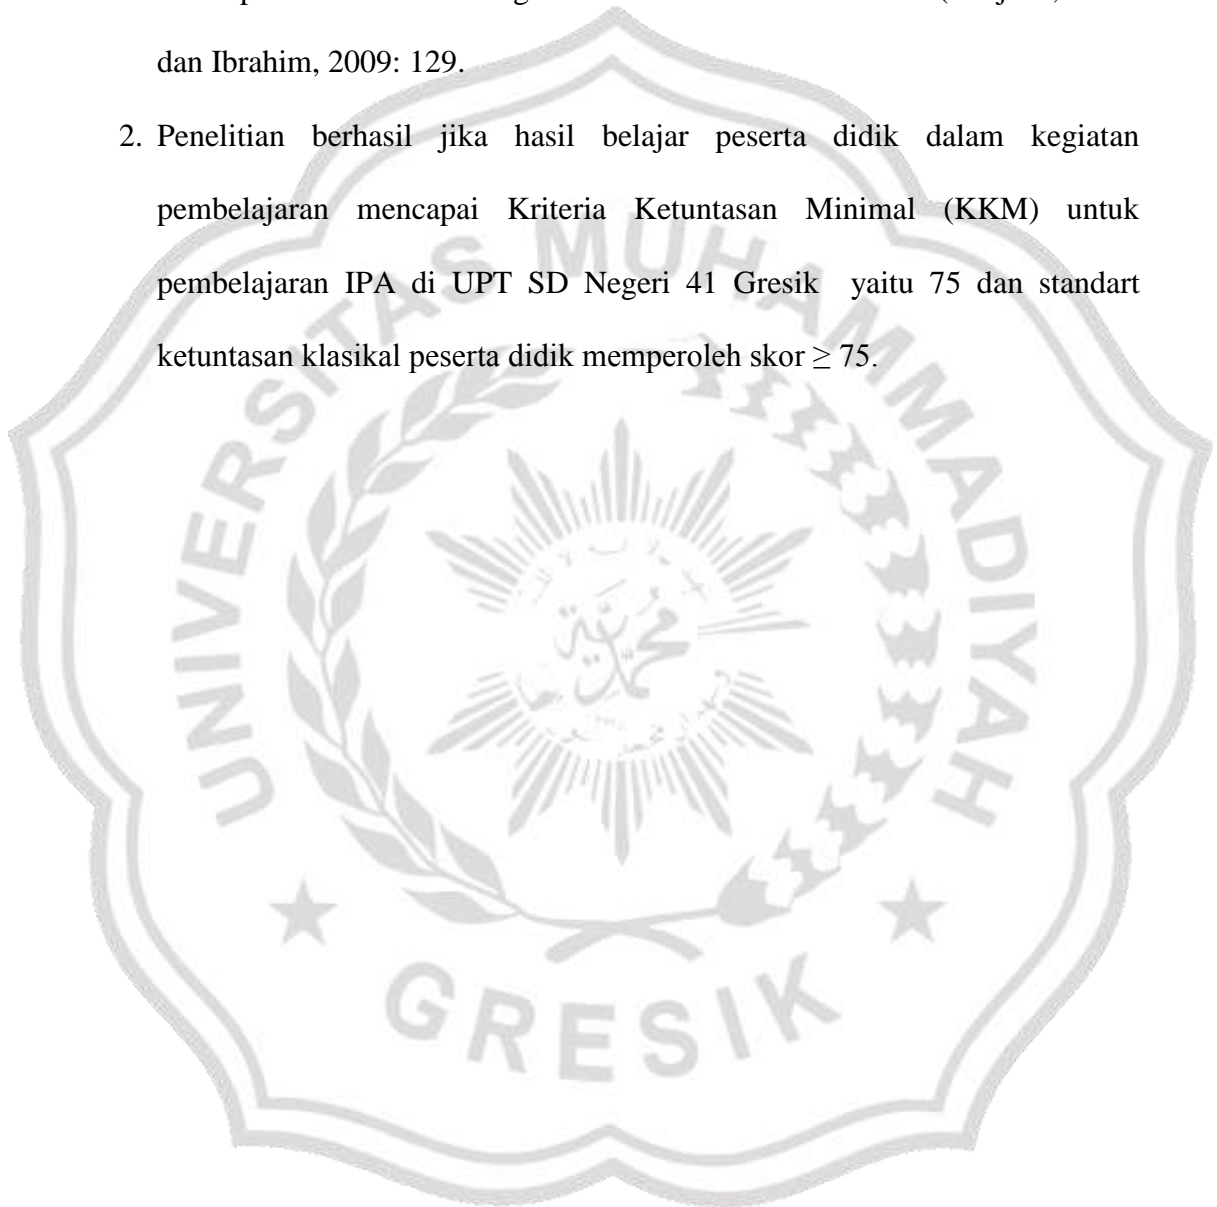 dan Ibrahim, 2009: 129.
2. Penelitian berhasil jika hasil belajar peserta didik dalam kegiatan
pembelajaran mencapai Kriteria Ketuntasan Minimal (KKM) untuk
pembelajaran IPA di UPT SD Negeri 41 Gresik yaitu 75 dan standart
ketuntasan klasikal peserta didik memperoleh skor ≥ 75.
UNIVERSITAS MUHAMMADIYAH
محمد
GRESIK